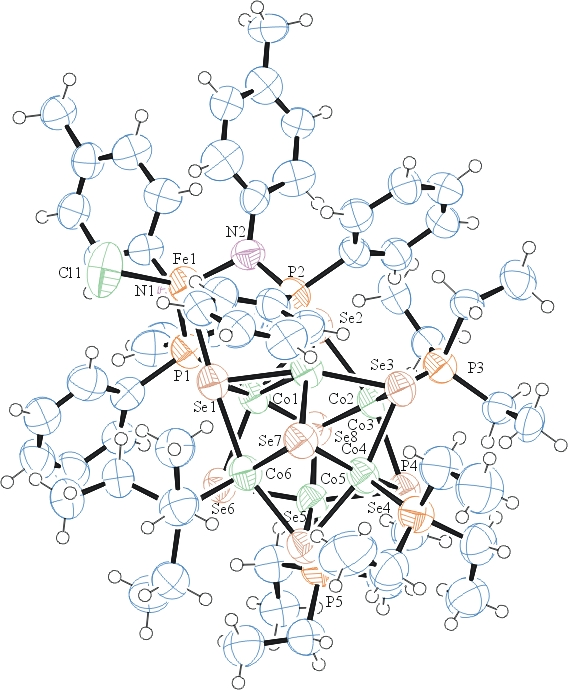 N2
Fe1
Cl1
N1
P2
Se2
P1
Se3
P3
Se1
Co1
Co2
Co3
Se7
Se8
Co4
Co6
Co5
P4
Se6
Se5
Se4
P5